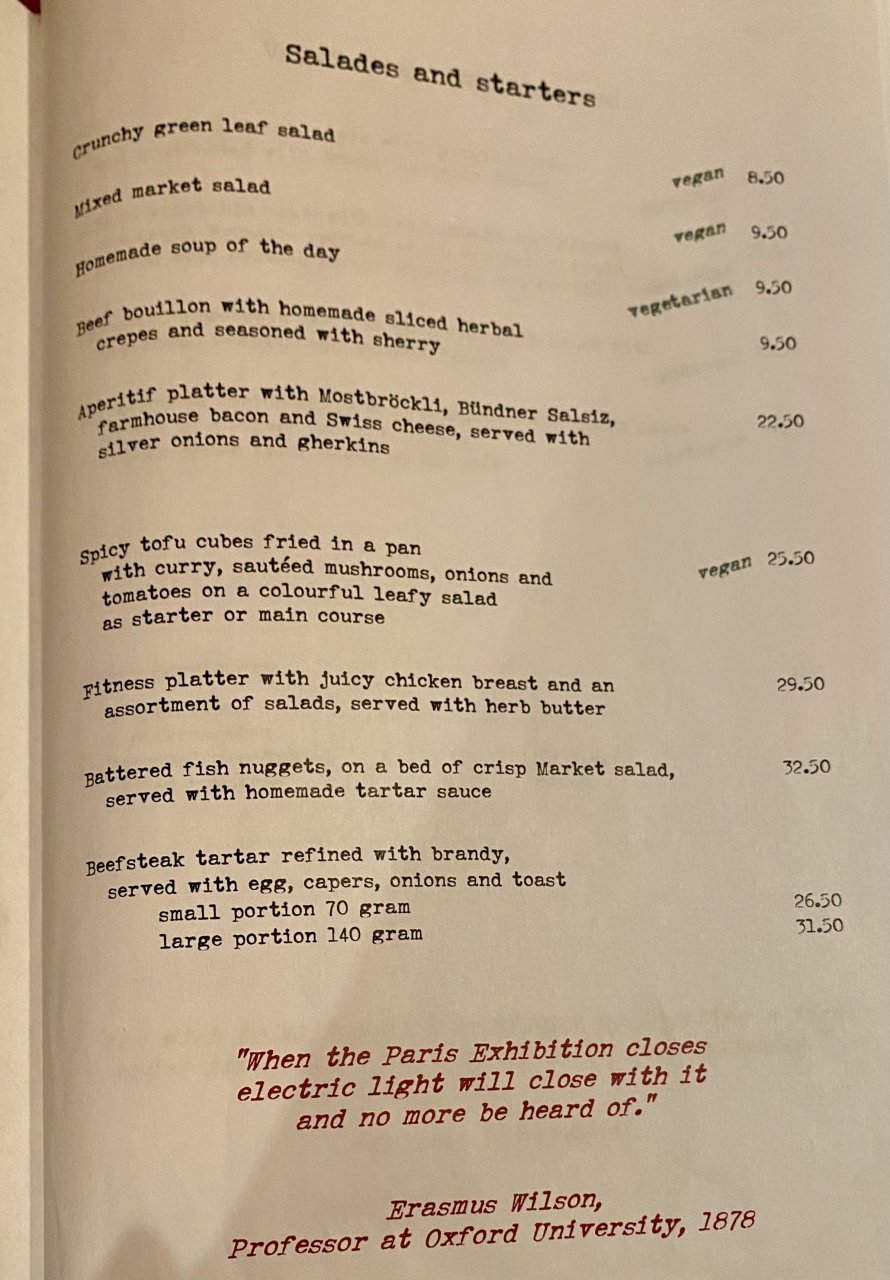 Salades and starters
Crunchy green leaf salad vegan 8.50
Mixed market salad vegan 9.50
Homemade soup of the day vegetarian 9.50
Beef bouillon with homemade sliced herbal
crepes and seasoned with sherry 9.50
Aperitif platter with Mostbröckli, Bündner Salsiz,
farmhouse bacon and Swiss cheese, served with 22.50
silver onions and gherkins
Spicy tofu cubes fried in a pan
with curry, sautéed mushrooms, onions and vegan 25.50
tomatoes on a colourful leafy salad
as starter or main course
Fitness platter with juicy chicken breast and an 29.50
assortment of salads, served with herb butter
Battered fish nuggets, on a bed of crisp Market salad, 32.50
served with homemade tartar sauce
Beefsteak tartar refined with brandy,
served with egg, capers, onions and toast
small portion 70 gram 26.50
large portion 140 gram 31.50
"When the Paris Exhibition closes
electric light will close with it
and no more be heard of."
Erasmus Wilson,
Professor at Oxford University, 1878